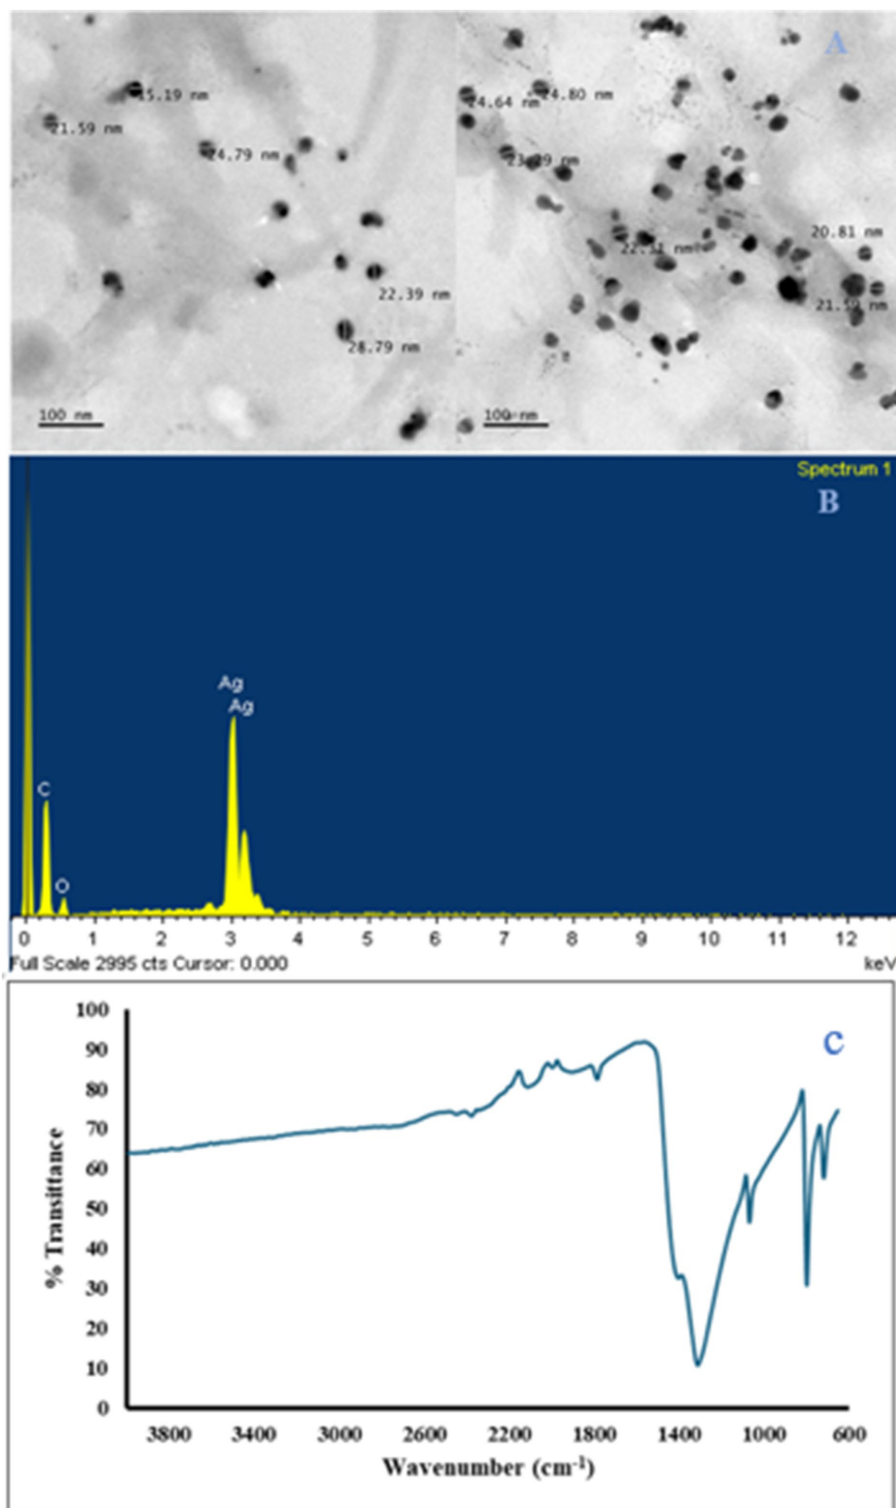 A
15.19 nm
21.59 nm
24.79 nm
22.39 nm
28.79 nm
100 nm
24.64 nm
24.80 nm
20.81 nm
100 nm
Spectrum 1
B
Ag
Ag
C
O
0 1 2 3 4 5 6 7 8 9 10 11 12
Full Scale 2995 cts Cursor: 0.000
keV
C
100
90
80
70
60
50
40
30
20
10
0
% Transittance
3800 3400 3000 2600 2200 1800 1400 1000 600
Wavenumber (cm⁻¹)